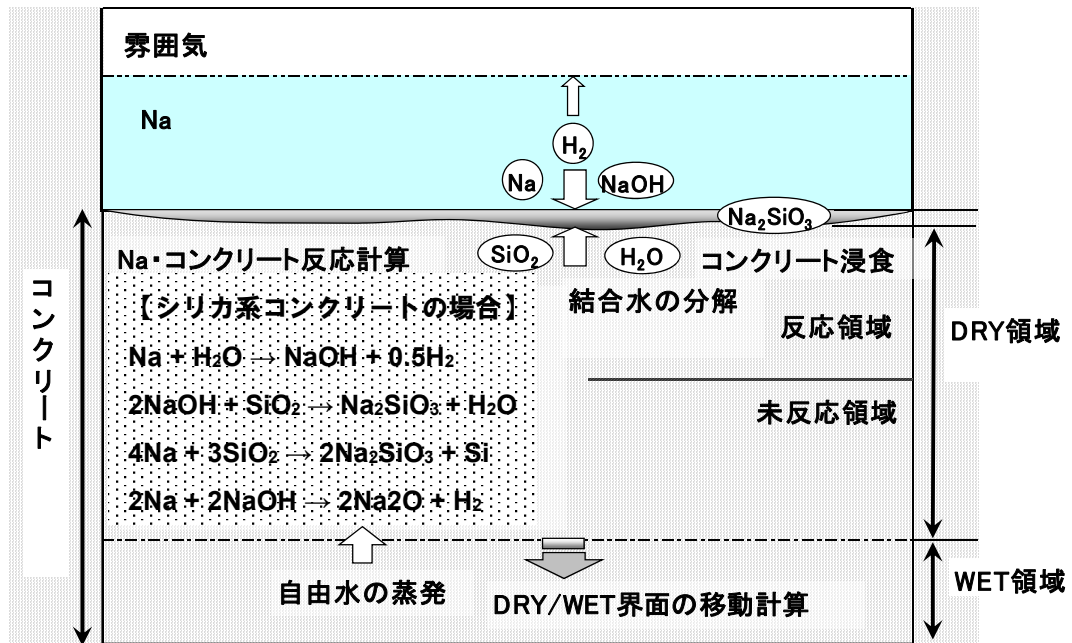 雰囲気
Na
H₂
Na
NaOH
Na₂SiO₃
SiO₂
H₂O
Na・コンクリート反応計算
コンクリート浸食
【シリカ系コンクリートの場合】
結合水の分解
反応領域
DRY領域
Na + H₂O → NaOH + 0.5H₂
2NaOH + SiO₂ → Na₂SiO₃ + H₂O
未反応領域
4Na + 3SiO₂ → 2Na₂SiO₃ + Si
2Na + 2NaOH → 2Na2O + H₂
コンクリート
自由水の蒸発
DRY/WET界面の移動計算
WET領域